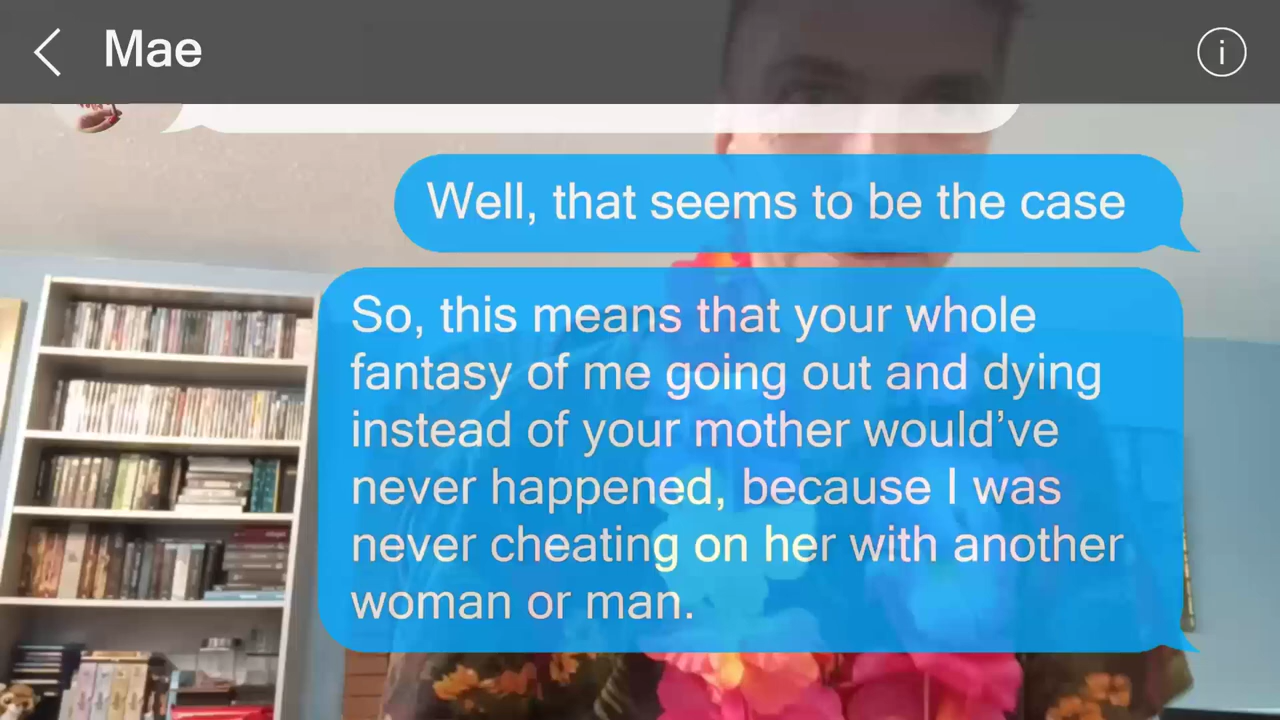 Mae
Well, that seems to be the case
So, this means that your whole
fantasy of me going out and dying
instead of your mother would’ve
never happened, because I was
never cheating on her with another
woman or man.